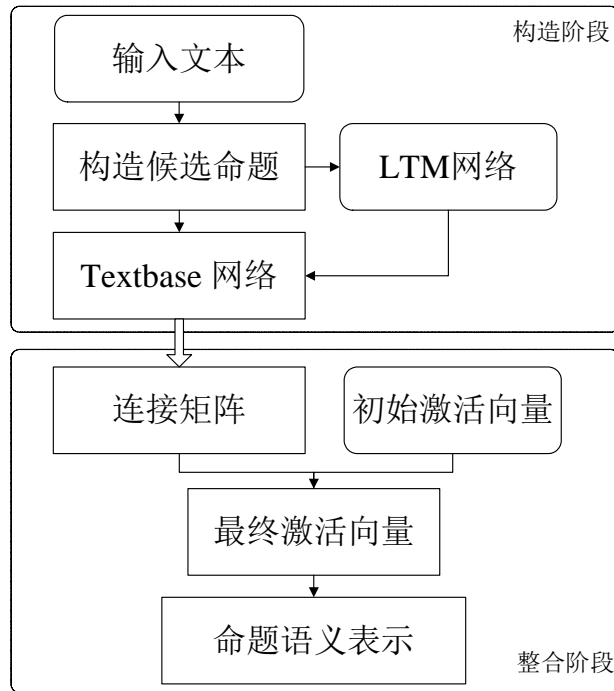 构造阶段
输入文本
构造候选命题
LTM网络
Textbase 网络
连接矩阵
初始激活向量
最终激活向量
命题语义表示
整合阶段